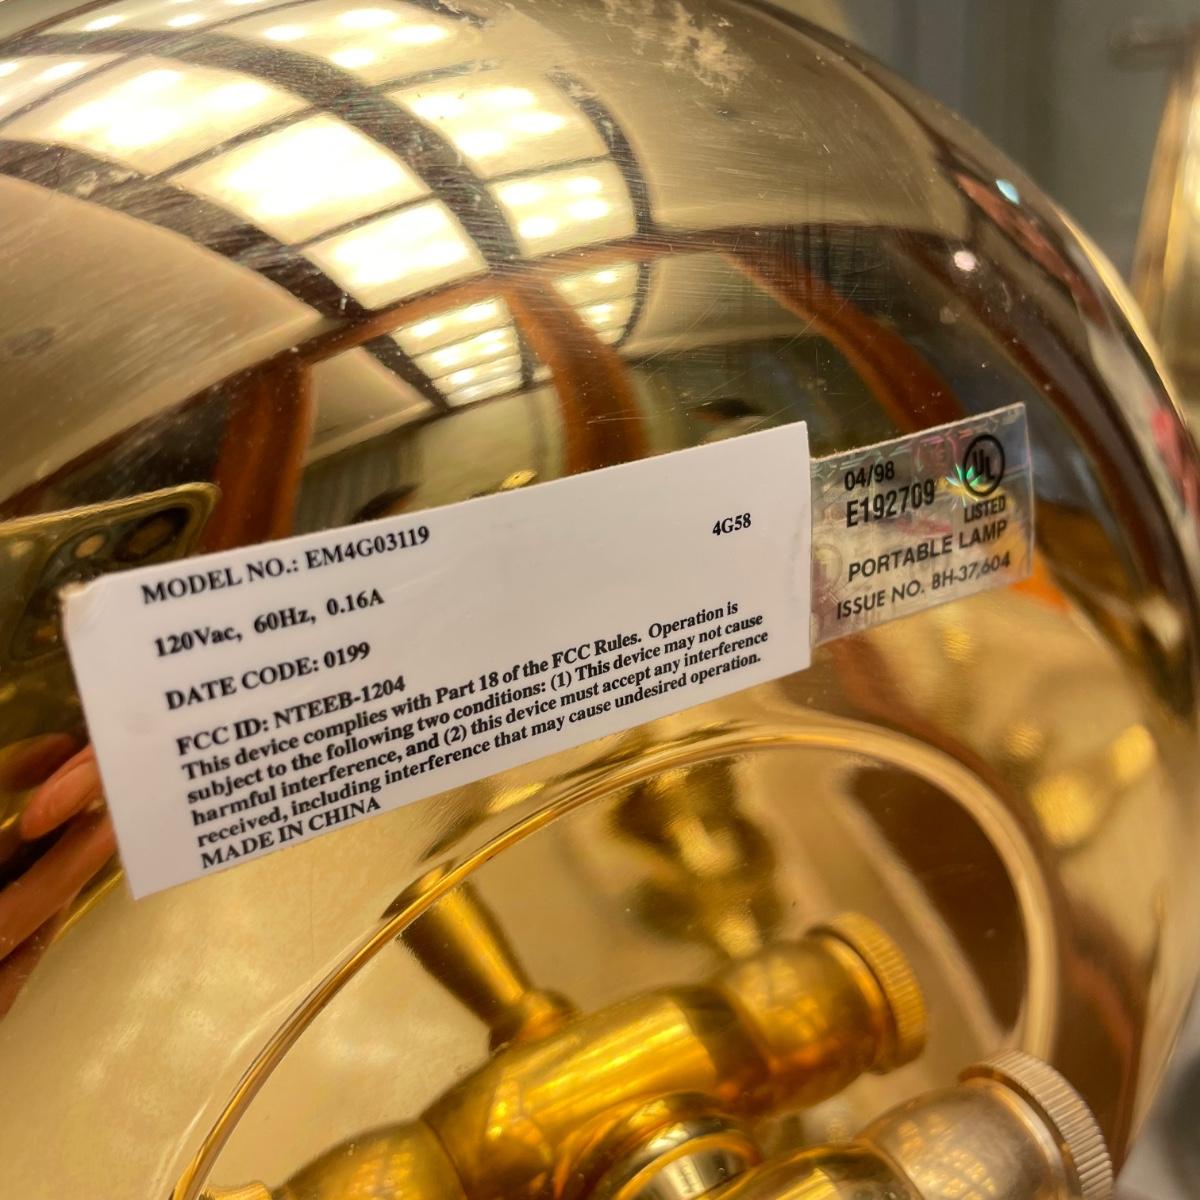 MODEL NO.: EM4G03119
4G58
120Vac, 60Hz, 0.16A
DATE CODE: 0199
FCC ID: NTEEB-1204
This device complies with Part 18 of the FCC Rules. Operation is
subject to the following two conditions: (1) This device may not cause
harmful interference, and (2) this device must accept any interference
received, including interference that may cause undesired operation.
MADE IN CHINA
04/98
E192709
UL
LISTED
PORTABLE LAMP
ISSUE NO. BH-37,604